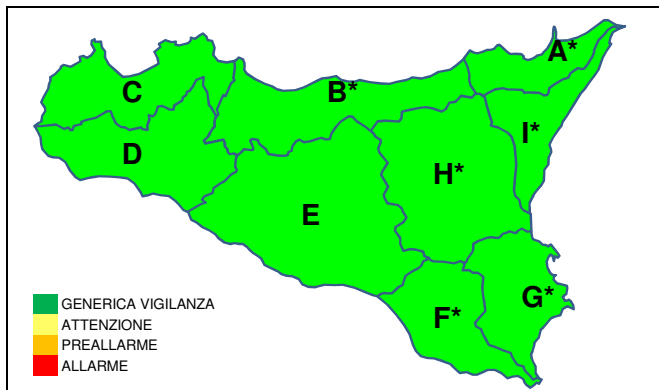 A*
C
B*
I*
D
H*
E
G*
F*
GENERICA VIGILANZA
ATTENZIONE
PREALLARME
ALLARME